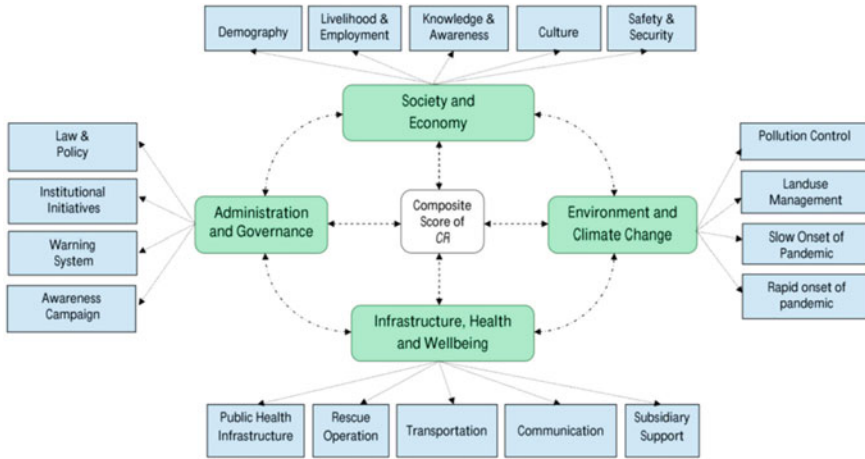 Demography
Livelihood &
Employment
Knowledge &
Awareness
Culture
Safety &
Security
Society and
Economy
Law &
Policy
Institutional
Initiatives
Warning
System
Awareness
Campaign
Administration
and Governance
Composite
Score of
CR
Environment and
Climate Change
Pollution Control
Landuse
Management
Slow Onset of
Pandemic
Rapid onset of
pandemic
Infrastructure, Health
and Wellbeing
Public Health
Infrastructure
Rescue
Operation
Transportation
Communication
Subsidiary
Support